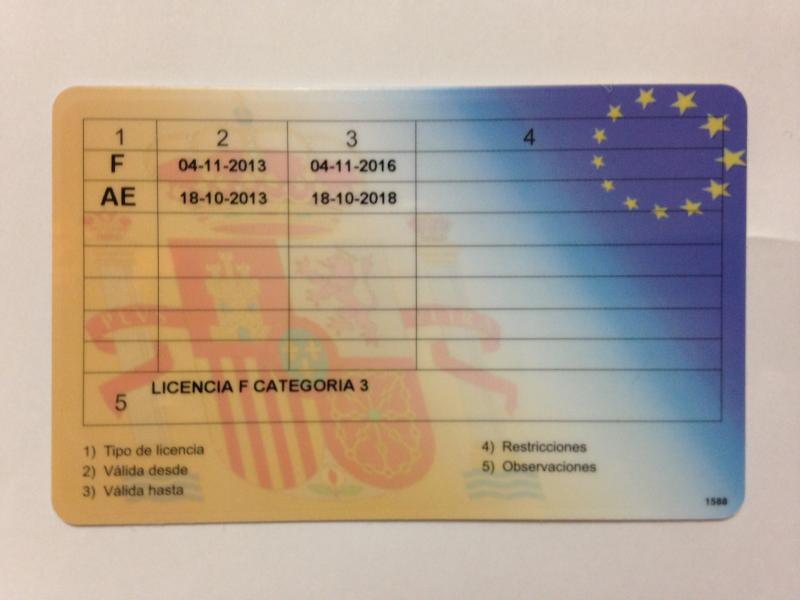 1 2 3 4
F 04-11-2013 04-11-2016
AE 18-10-2013 18-10-2018
5 LICENCIA F CATEGORIA 3
1) Tipo de licencia
2) Válida desde
3) Válida hasta
4) Restricciones
5) Observaciones
1588